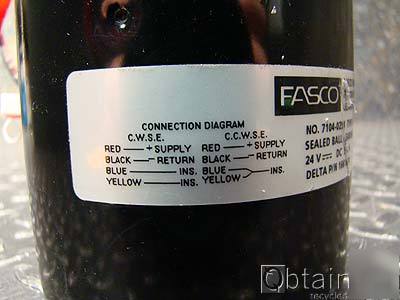 CONNECTION DIAGRAM
C.W.S.E. C.C.W.S.E.
RED + SUPPLY RED + SUPPLY
BLACK - RETURN BLACK - RETURN
BLUE INS. BLUE INS.
YELLOW INS. YELLOW
FASCO
NO. 7104-
SEALED BALL
24 V DC
DELTA P/N
Obtain
recycled